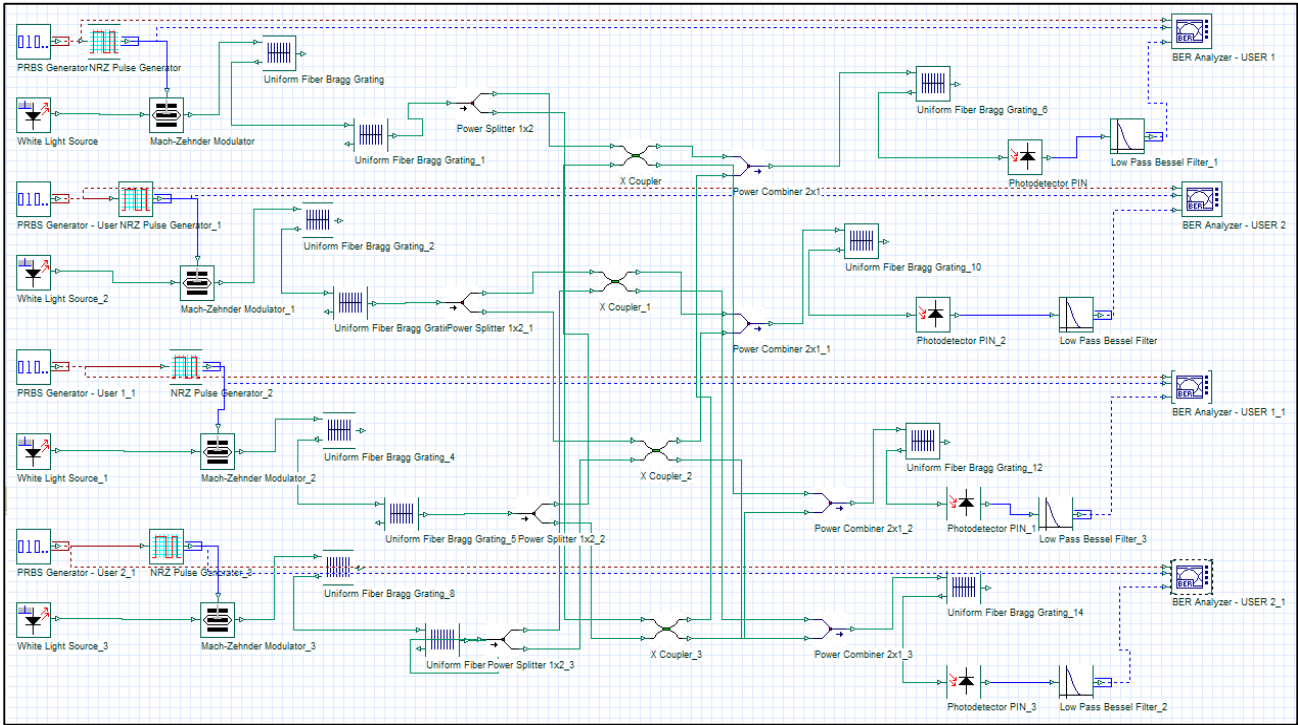 BER Analyzer - USER 1
PRBS Generator
NRZ Pulse Generator
Uniform Fiber Bragg Grating
Uniform Fiber Bragg Grating_6
White Light Source
Mach-Zehnder Modulator
Power Splitter 1x2
Uniform Fiber Bragg Grating_1
Low Pass Bessel Filter_1
X Coupler
Photodetector PIN
Power Combiner 2x1
PRBS Generator - User
NRZ Pulse Generator_1
BER Analyzer - USER 2
Uniform Fiber Bragg Grating_2
Uniform Fiber Bragg Grating_10
White Light Source_2
Mach-Zehnder Modulator_1
X Coupler_1
Uniform Fiber Bragg Grati
Power Splitter 1x2_1
Photodetector PIN_2
Low Pass Bessel Filter
Power Combiner 2x1_1
PRBS Generator - User 1_1
NRZ Pulse Generator_2
BER Analyzer - USER 1_1
Uniform Fiber Bragg Grating_4
Uniform Fiber Bragg Grating_12
White Light Source_1
Mach-Zehnder Modulator_2
X Coupler_2
Uniform Fiber Bragg Grating_5
Power Splitter 1x2_2
Power Combiner 2x1_2
Photodetector PIN_1
Low Pass Bessel Filter_3
PRBS Generator - User 2_1
NRZ Pulse Generator_3
Uniform Fiber Bragg Grating_8
BER Analyzer - USER 2_1
Uniform Fiber Bragg Grating_14
White Light Source_3
Mach-Zehnder Modulator_3
Uniform Fiber
Power Splitter 1x2_3
X Coupler_3
Power Combiner 2x1_3
Photodetector PIN_3
Low Pass Bessel Filter_2